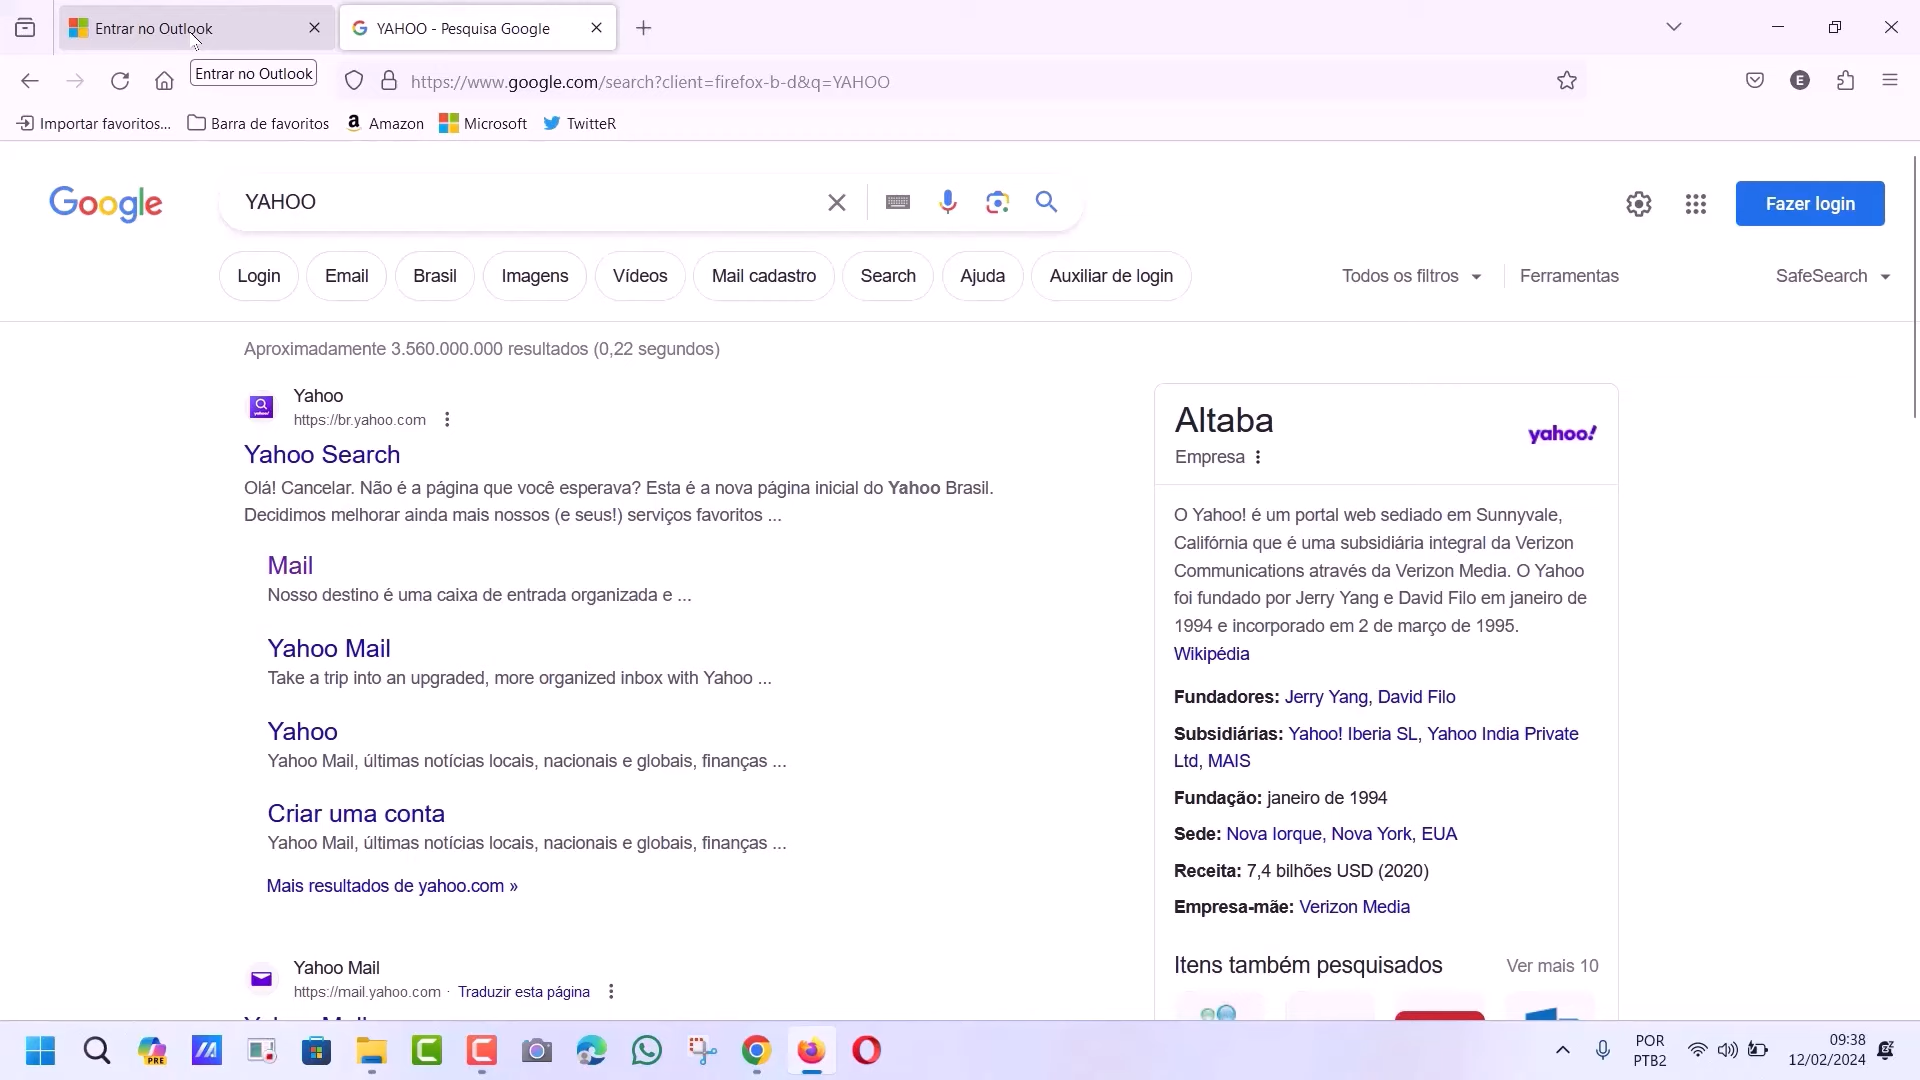 Entrar no Outlook
YAHOO - Pesquisa Google
Entrar no Outlook
https://www.google.com/search?client=firefox-b-d&q=YAHOO
E
Importar favoritos...
Barra de favoritos
Amazon
Microsoft
TwitteR
Google
YAHOO
Fazer login
Login
Email
Brasil
Imagens
Vídeos
Mail cadastro
Search
Ajuda
Auxiliar de login
Todos os filtros
Ferramentas
SafeSearch
Aproximadamente 3.560.000.000 resultados (0,22 segundos)
Yahoo
https://br.yahoo.com
Yahoo Search
Olá! Cancelar. Não é a página que você esperava? Esta é a nova página inicial do Yahoo Brasil.
Decidimos melhorar ainda mais nossos (e seus!) serviços favoritos ...
Mail
Nosso destino é uma caixa de entrada organizada e ...
Yahoo Mail
Take a trip into an upgraded, more organized inbox with Yahoo ...
Yahoo
Yahoo Mail, últimas notícias locais, nacionais e globais, finanças ...
Criar uma conta
Yahoo Mail, últimas notícias locais, nacionais e globais, finanças ...
Mais resultados de yahoo.com »
Yahoo Mail
https://mail.yahoo.com · Traduzir esta página
Altaba
Empresa
yahoo!
O Yahoo! é um portal web sediado em Sunnyvale,
Califórnia que é uma subsidiária integral da Verizon
Communications através da Verizon Media. O Yahoo
foi fundado por Jerry Yang e David Filo em janeiro de
1994 e incorporado em 2 de março de 1995.
Wikipédia
Fundadores: Jerry Yang, David Filo
Subsidiárias: Yahoo! Iberia SL, Yahoo India Private
Ltd, MAIS
Fundação: janeiro de 1994
Sede: Nova Iorque, Nova York, EUA
Receita: 7,4 bilhões USD (2020)
Empresa-mãe: Verizon Media
Itens também pesquisados
Ver mais 10
PRE
POR
PTB2
09:38
12/02/2024